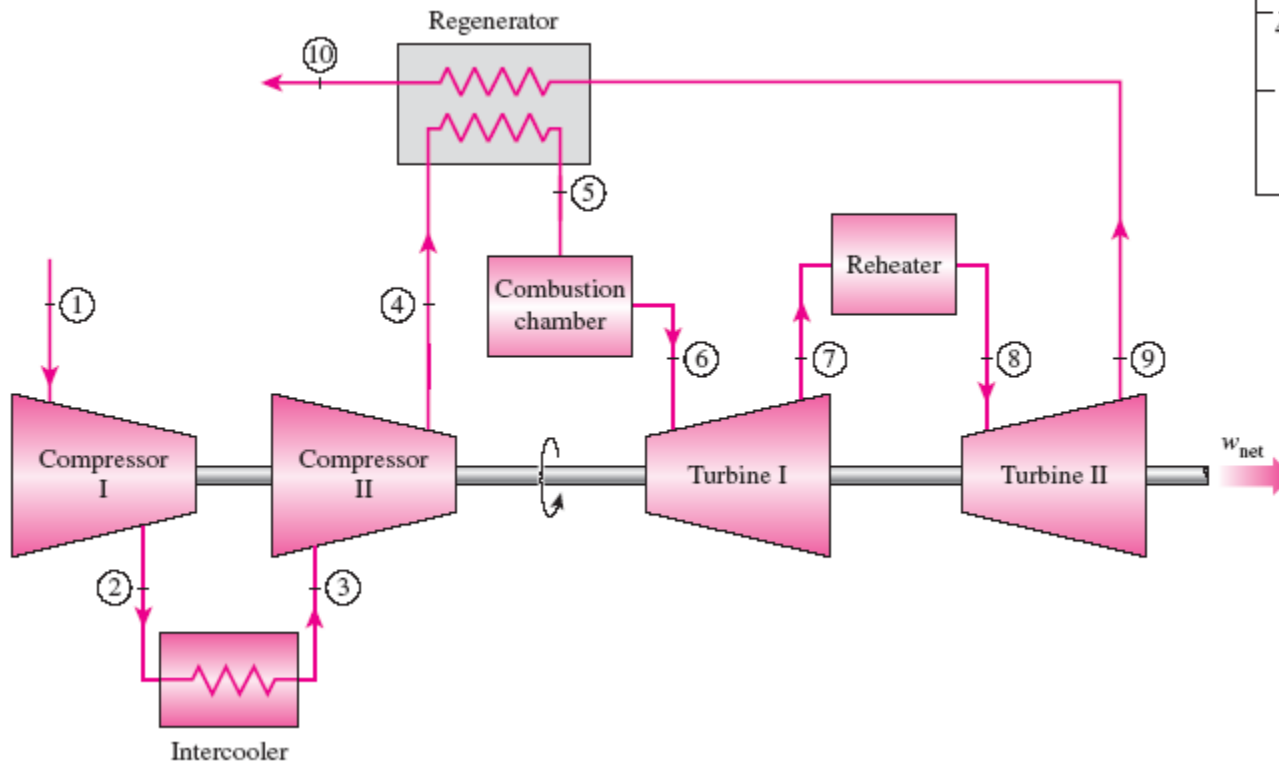 Regenerator
10
5
1
4
Combustion
chamber
Reheater
6
7
8
9
Compressor
I
Compressor
II
Turbine I
Turbine II
wnet
2
3
Intercooler